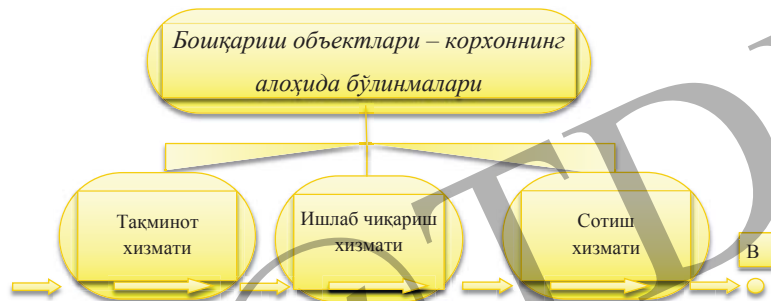 Бошқариш объектлари – корхоннинг
алоҳида бўлинмалари
Тақминот
хизмати
Ишлаб чиқариш
хизмати
Сотиш
хизмати
В